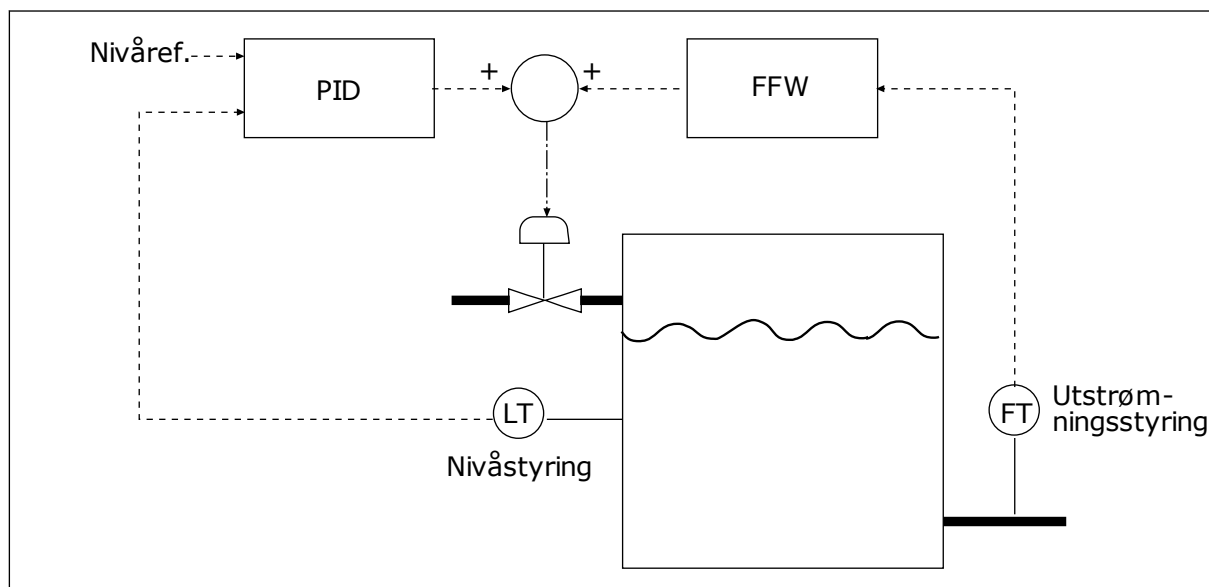 Nivåref.
PID
+
+
FFW
LT
Nivåstyring
FT
Utstrøm-
ningsstyring